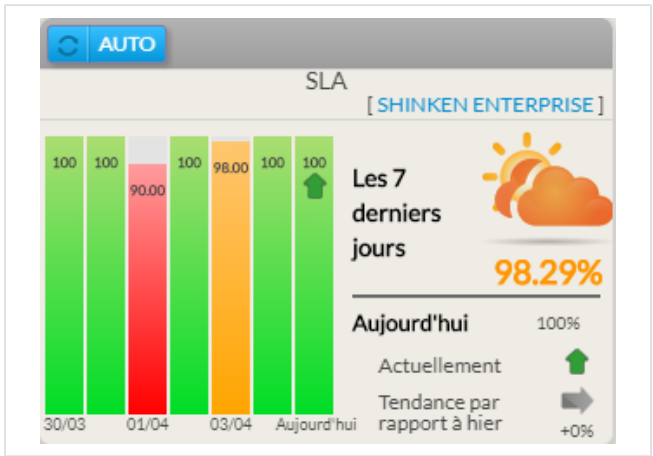 AUTO
SLA
[ SHINKEN ENTERPRISE ]
100 100 90.00 100 98.00 100 100
30/03 01/04 03/04 Aujourd'hui
Les 7
derniers
jours
98.29%
Aujourd'hui 100%
Actuellement
Tendance par
rapport à hier +0%